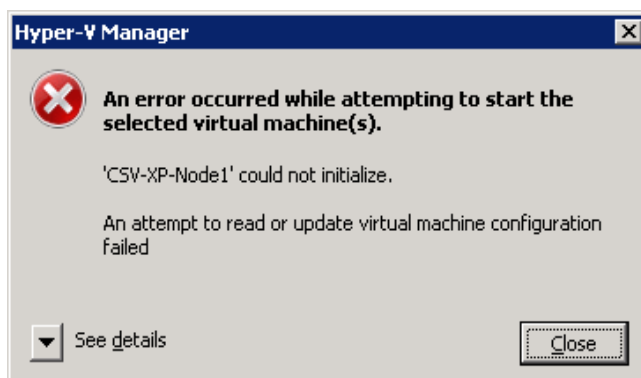 Hyper-V Manager
An error occurred while attempting to start the
selected virtual machine(s).
'CSV-XP-Node1' could not initialize.
An attempt to read or update virtual machine configuration
failed
See details
Close